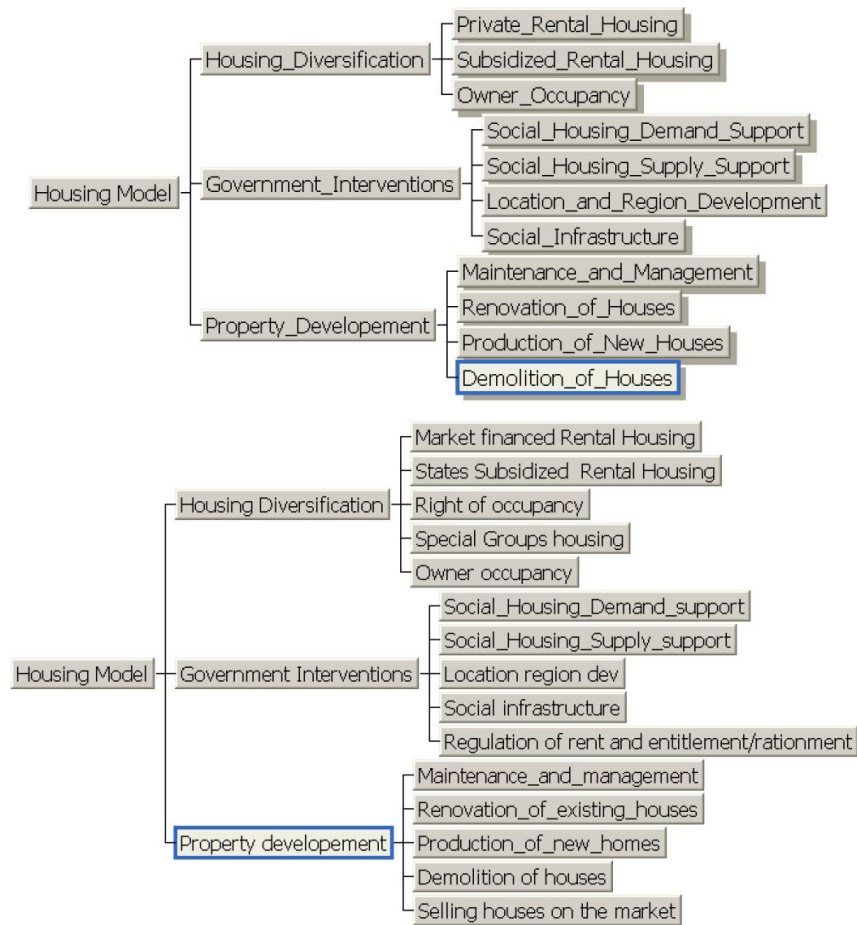 Private_Rental_Housing
Housing_Diversification
Subsidized_Rental_Housing
Owner_Occupancy
Social_Housing_Demand_Support
Social_Housing_Supply_Support
Housing Model
Government_Interventions
Location_and_Region_Development
Social_Infrastructure
Maintenance_and_Management
Renovation_of_Houses
Property_Developement
Production_of_New_Houses
Demolition_of_Houses
Market financed Rental Housing
States Subsidized Rental Housing
Housing Diversification
Right of occupancy
Special Groups housing
Owner occupancy
Social_Housing_Demand_support
Social_Housing_Supply_support
Housing Model
Government Interventions
Location region dev
Social infrastructure
Regulation of rent and entitlement/rationment
Maintenance_and_management
Renovation_of_existing_houses
Property developement
Production_of_new_homes
Demolition of houses
Selling houses on the market